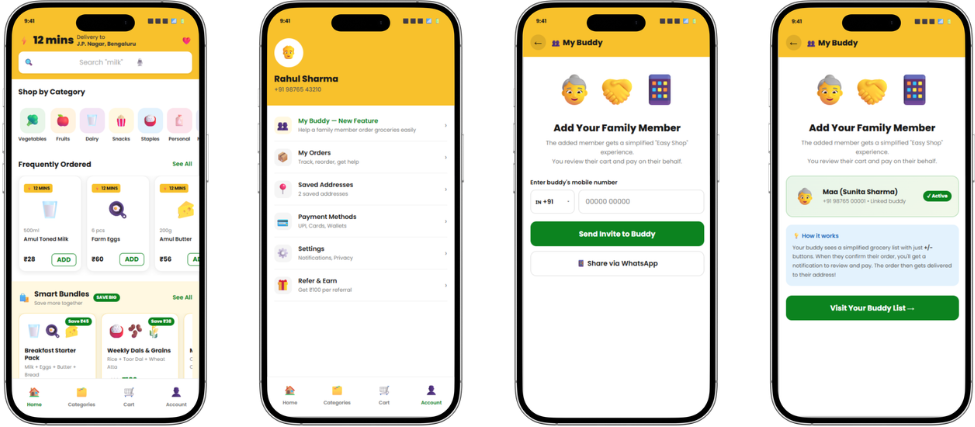 9:41
12 mins
Delivery to
J.P. Nagar, Bengaluru
Search "milk"
Shop by Category
Vegetables Fruits Dairy Snacks Staples Personal
Frequently Ordered See All
12 MINS
500ml
Amul Toned Milk
₹28 ADD
12 MINS
6 pcs
Farm Eggs
₹60 ADD
12 MINS
200g
Amul Butter
₹56
Smart Bundles SAVE BIG See All
Save more together
Save ₹45
Breakfast Starter
Pack
Milk + Eggs + Butter +
Bread
Save ₹38
Weekly Dals & Grains
Rice + Toor Dal + Wheat
Atta
Home Categories Cart Account
9:41
Rahul Sharma
+91 98765 43210
My Buddy — New Feature
Help a family member order groceries easily
My Orders
Track, reorder, get help
Saved Addresses
2 saved addresses
Payment Methods
UPI, Cards, Wallets
Settings
Notifications, Privacy
Refer & Earn
Get ₹100 per referral
Home Categories Cart Account
9:41
← My Buddy
Add Your Family Member
The added member gets a simplified "Easy Shop"
experience.
You review their cart and pay on their behalf.
Enter buddy's mobile number
IN +91 00000 00000
Send Invite to Buddy
Share via WhatsApp
9:41
← My Buddy
Add Your Family Member
The added member gets a simplified "Easy Shop"
experience.
You review their cart and pay on their behalf.
Maa (Sunita Sharma)
+91 98765 00001 • Linked buddy
✓ Active
How it works
Your buddy sees a simplified grocery list with just +/-
buttons. When they confirm their order, you'll get a
notification to review and pay. The order then gets delivered
to their address!
Visit Your Buddy List →